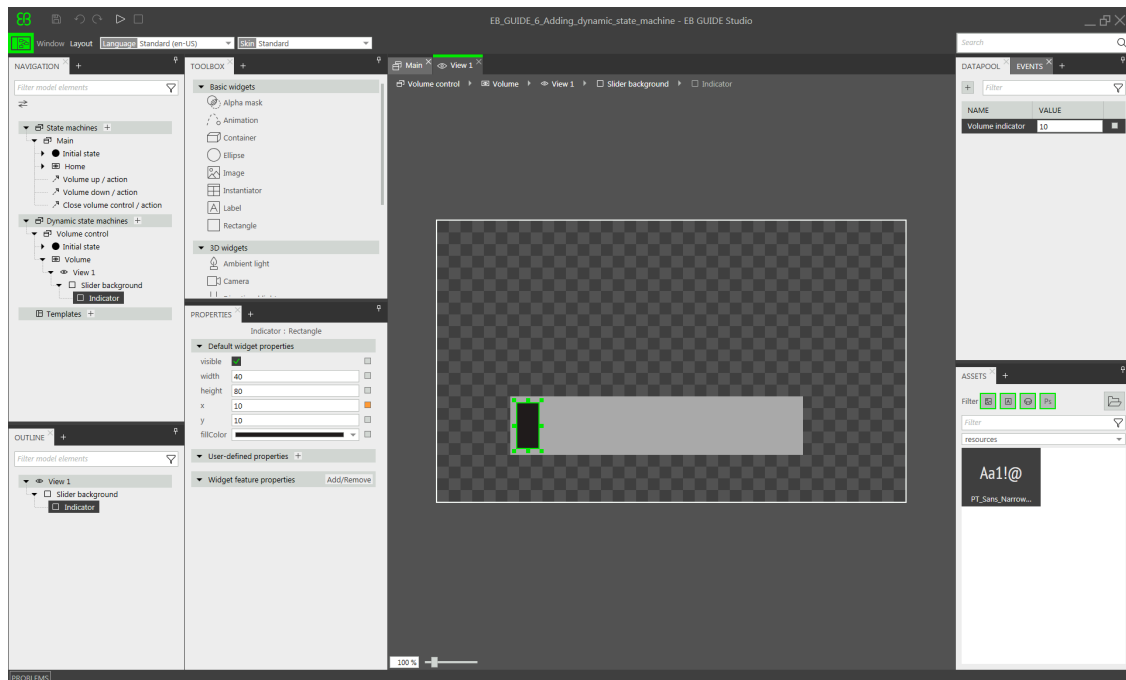 EB
EB_GUIDE_6_Adding_dynamic_state_machine - EB GUIDE Studio
Window Layout Language Standard (en-US) Skin Standard
Search
NAVIGATION
Filter model elements
State machines
Main
Initial state
Home
Volume up / action
Volume down / action
Close volume control / action
Dynamic state machines
Volume control
Initial state
Volume
View 1
Slider background
Indicator
Templates
OUTLINE
Filter model elements
View 1
Slider background
Indicator
TOOLBOX
Basic widgets
Alpha mask
Animation
Container
Ellipse
Image
Instantiator
Label
Rectangle
3D widgets
Ambient light
Camera
PROPERTIES
Indicator : Rectangle
Default widget properties
visible
width 40
height 80
x 10
y 10
fillColor
User-defined properties
Widget feature properties Add/Remove
Main View 1
Volume control Volume View 1 Slider background Indicator
100 %
DATAPOOL EVENTS
Filter
NAME VALUE
Volume indicator 10
ASSETS
Filter A Ps
Filter
resources
Aa1!@
PT_Sans_Narrow...
PROBLEMS